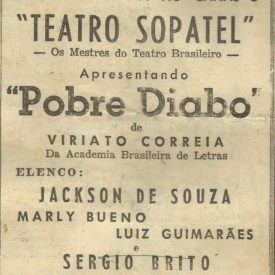 "TEATRO SOPATEL"
— Os Mestres do Teatro Brasileiro —
Apresentando
"Pobre Diabo"
de
VIRIATO CORREIA
Da Academia Brasileira de Letras
ELENCO:
JACKSON DE SOUZA
MARLY BUENO
LUIZ GUIMARÃES
e
SERGIO BRITO